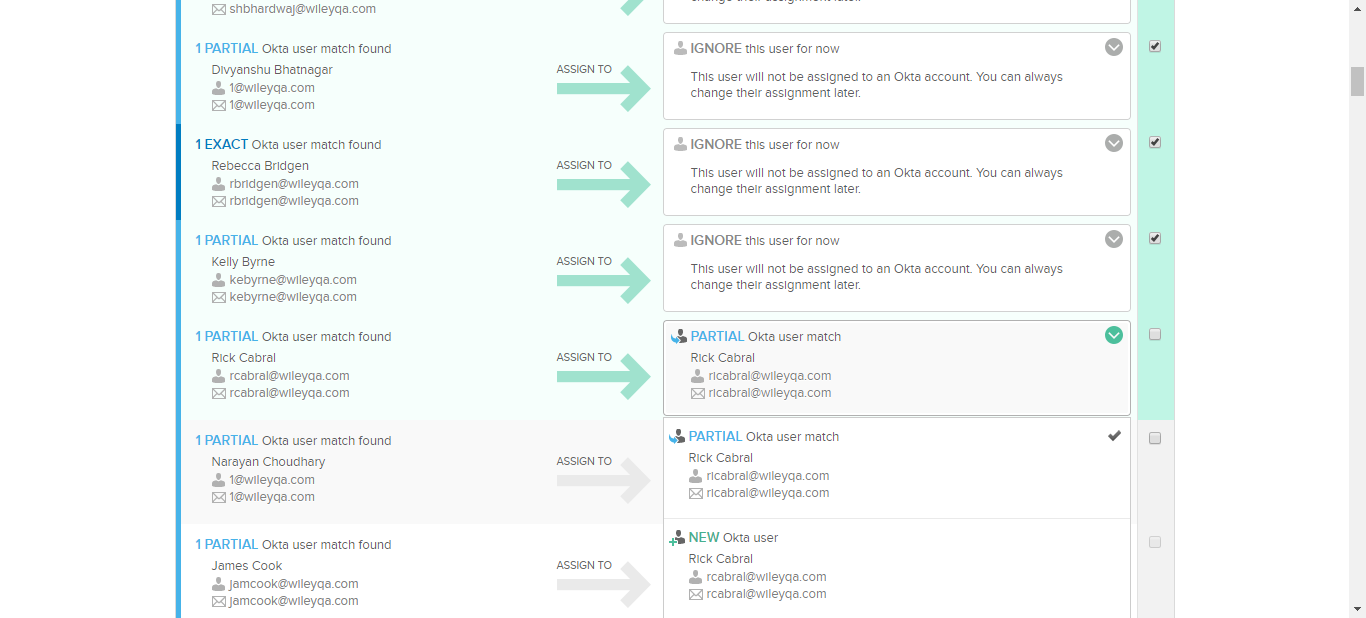 shbhardwaj@wileyqa.com
change their assignment later.
1 PARTIAL Okta user match found
Divyanshu Bhatnagar
1@wileyqa.com
1@wileyqa.com
ASSIGN TO
IGNORE this user for now
This user will not be assigned to an Okta account. You can always
change their assignment later.
1 EXACT Okta user match found
Rebecca Bridgen
rbridgen@wileyqa.com
rbridgen@wileyqa.com
ASSIGN TO
IGNORE this user for now
This user will not be assigned to an Okta account. You can always
change their assignment later.
1 PARTIAL Okta user match found
Kelly Byrne
kebyrne@wileyqa.com
kebyrne@wileyqa.com
ASSIGN TO
IGNORE this user for now
This user will not be assigned to an Okta account. You can always
change their assignment later.
1 PARTIAL Okta user match found
Rick Cabral
rcabral@wileyqa.com
rcabral@wileyqa.com
ASSIGN TO
PARTIAL Okta user match
Rick Cabral
ricabral@wileyqa.com
ricabral@wileyqa.com
1 PARTIAL Okta user match found
Narayan Choudhary
1@wileyqa.com
1@wileyqa.com
ASSIGN TO
PARTIAL Okta user match
Rick Cabral
ricabral@wileyqa.com
ricabral@wileyqa.com
1 PARTIAL Okta user match found
James Cook
jamcook@wileyqa.com
jamcook@wileyqa.com
ASSIGN TO
NEW Okta user
Rick Cabral
rcabral@wileyqa.com
rcabral@wileyqa.com